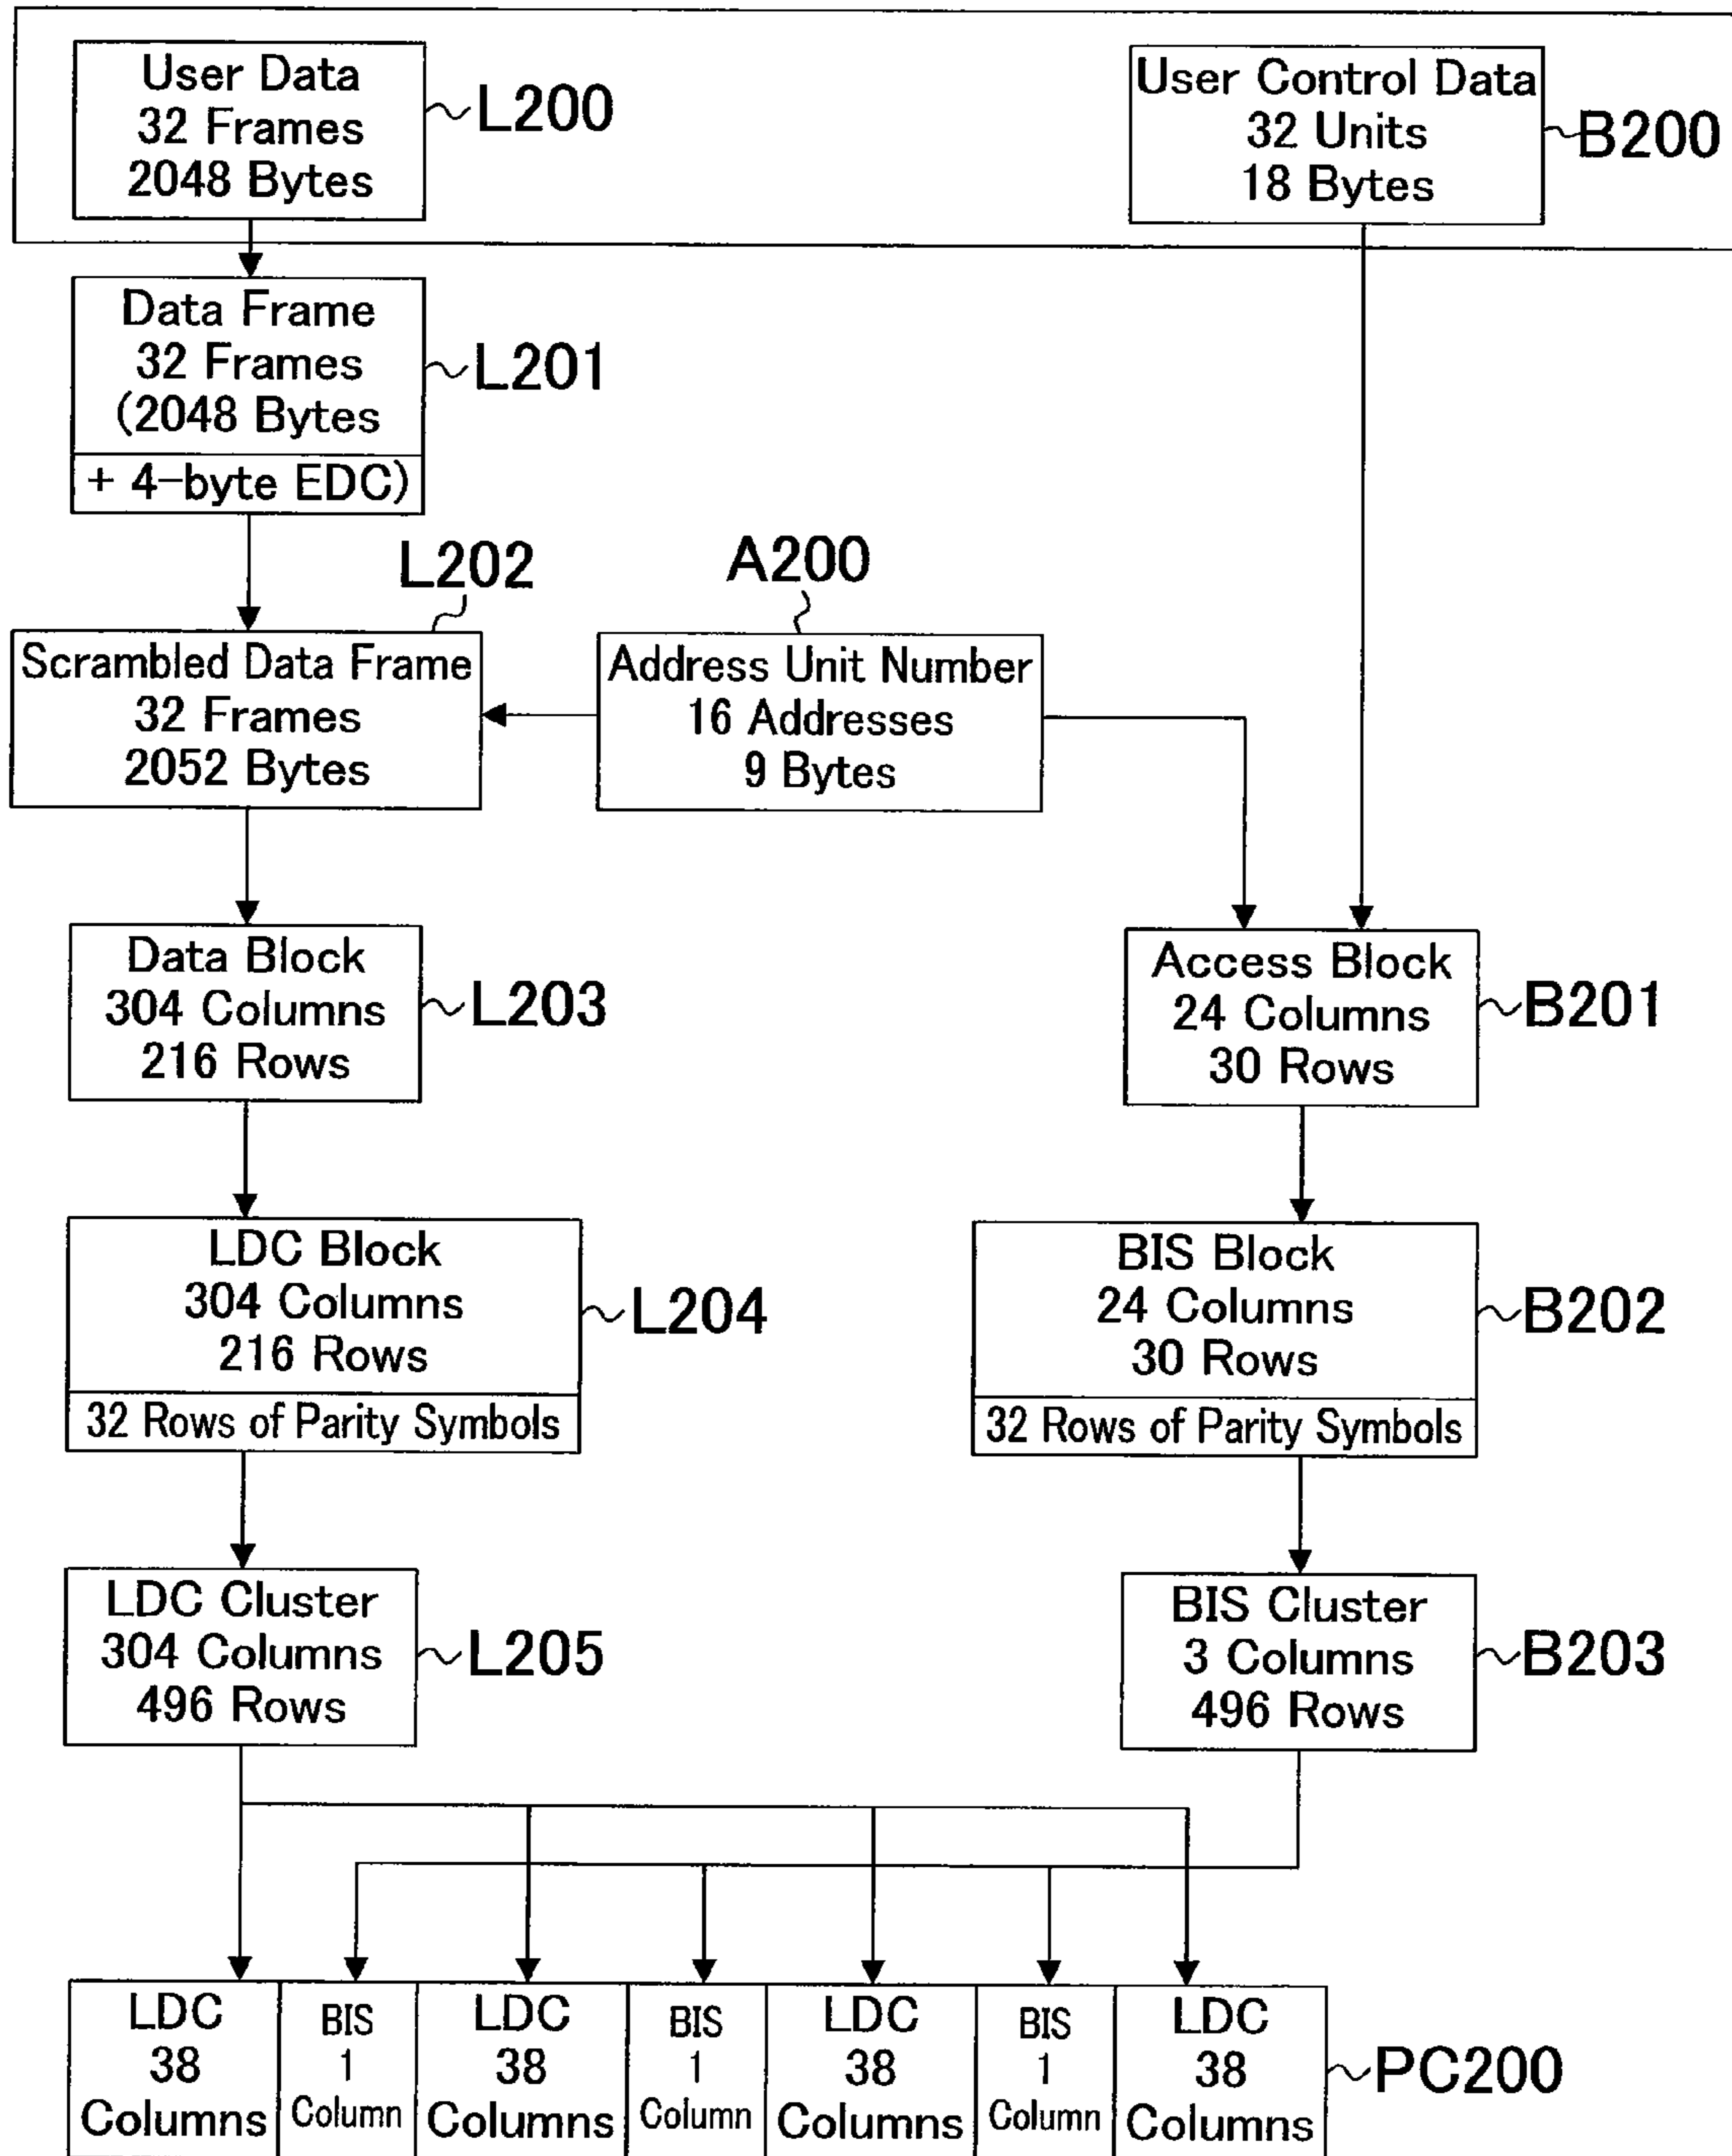 User Data
32 Frames
2048 Bytes
L200
User Control Data
32 Units
18 Bytes
B200
Data Frame
32 Frames
(2048 Bytes
+ 4-byte EDC)
L201
L202
A200
Scrambled Data Frame
32 Frames
2052 Bytes
Address Unit Number
16 Addresses
9 Bytes
Data Block
304 Columns
216 Rows
L203
Access Block
24 Columns
30 Rows
B201
LDC Block
304 Columns
216 Rows
32 Rows of Parity Symbols
L204
BIS Block
24 Columns
30 Rows
32 Rows of Parity Symbols
B202
LDC Cluster
304 Columns
496 Rows
L205
BIS Cluster
3 Columns
496 Rows
B203
LDC
38
Columns
BIS
1
Column
LDC
38
Columns
BIS
1
Column
LDC
38
Columns
BIS
1
Column
LDC
38
Columns
PC200